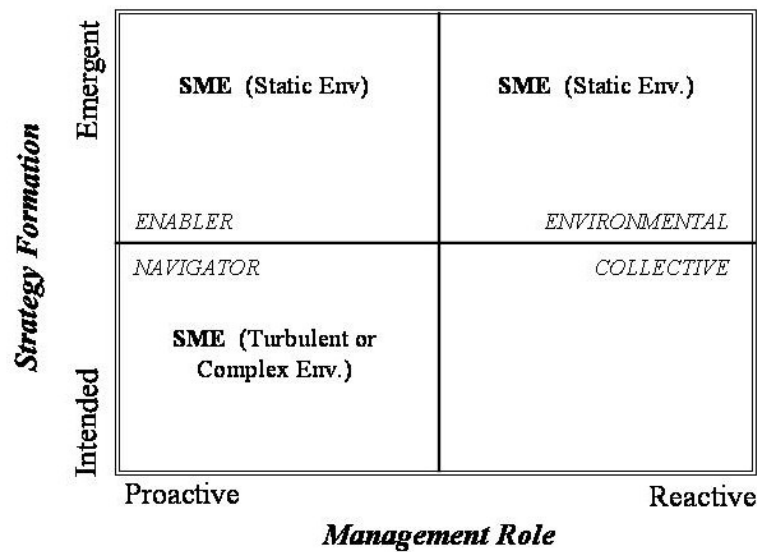 Strategy Formation
Emergent
Intended
SME (Static Env)
SME (Static Env.)
ENABLER
ENVIRONMENTAL
NAVIGATOR
COLLECTIVE
SME (Turbulent or
Complex Env.)
Proactive
Reactive
Management Role